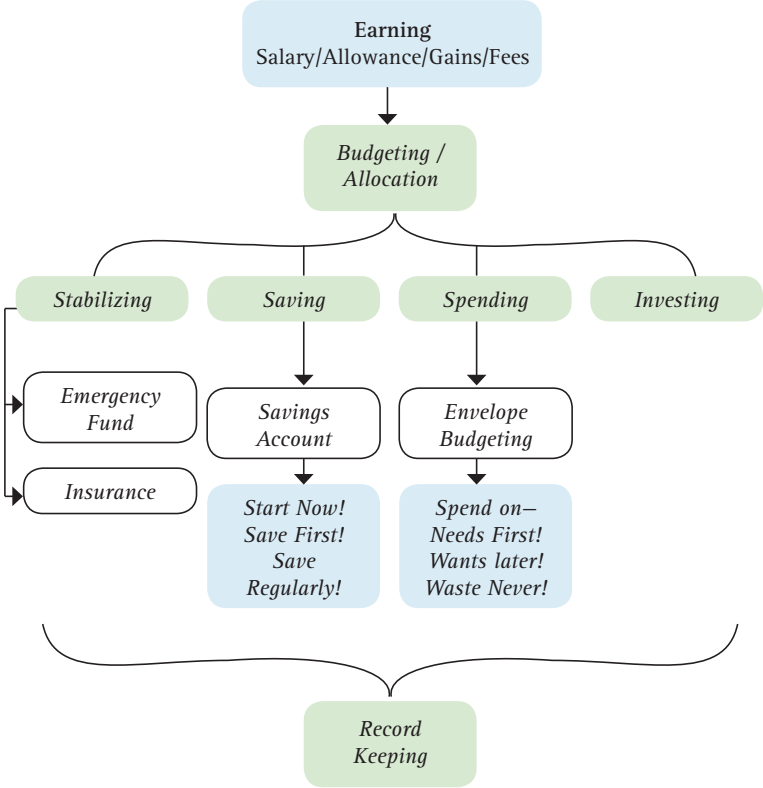 Earning
Salary/Allowance/Gains/Fees
Budgeting /
Allocation
Stabilizing
Saving
Spending
Investing
Emergency
Fund
Insurance
Savings
Account
Start Now!
Save First!
Save
Regularly!
Envelope
Budgeting
Spend on—
Needs First!
Wants later!
Waste Never!
Record
Keeping